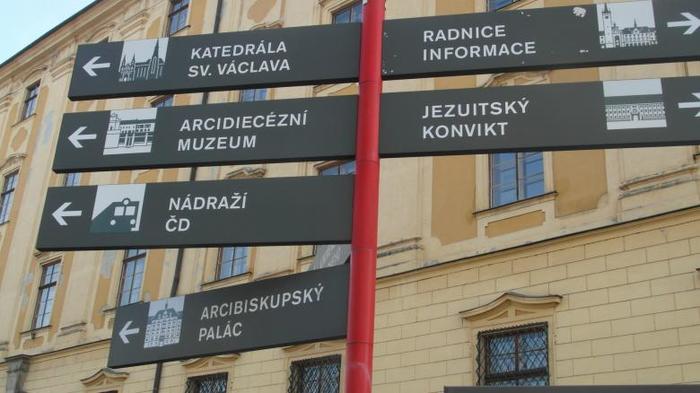 KATEDRÁLA
SV. VÁCLAVA
ARCIDIECÉZNÍ
MUZEUM
NÁDRAŽÍ
ČD
ARCIBISKUPSKÝ
PALÁC
RADNICE
INFORMACE
JEZUITSKÝ
KONVIKT